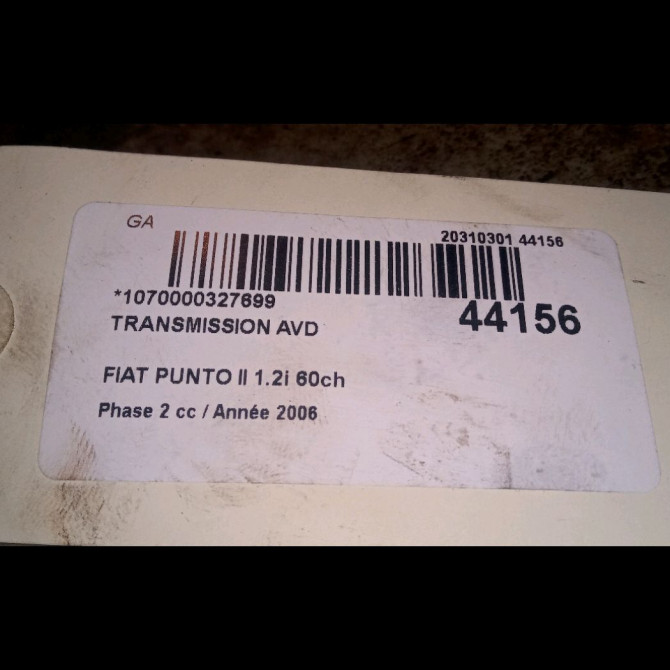 GA
20310301 44156
*1070000327699
44156
TRANSMISSION AVD
FIAT PUNTO II 1.2i 60ch
Phase 2 cc / Année 2006